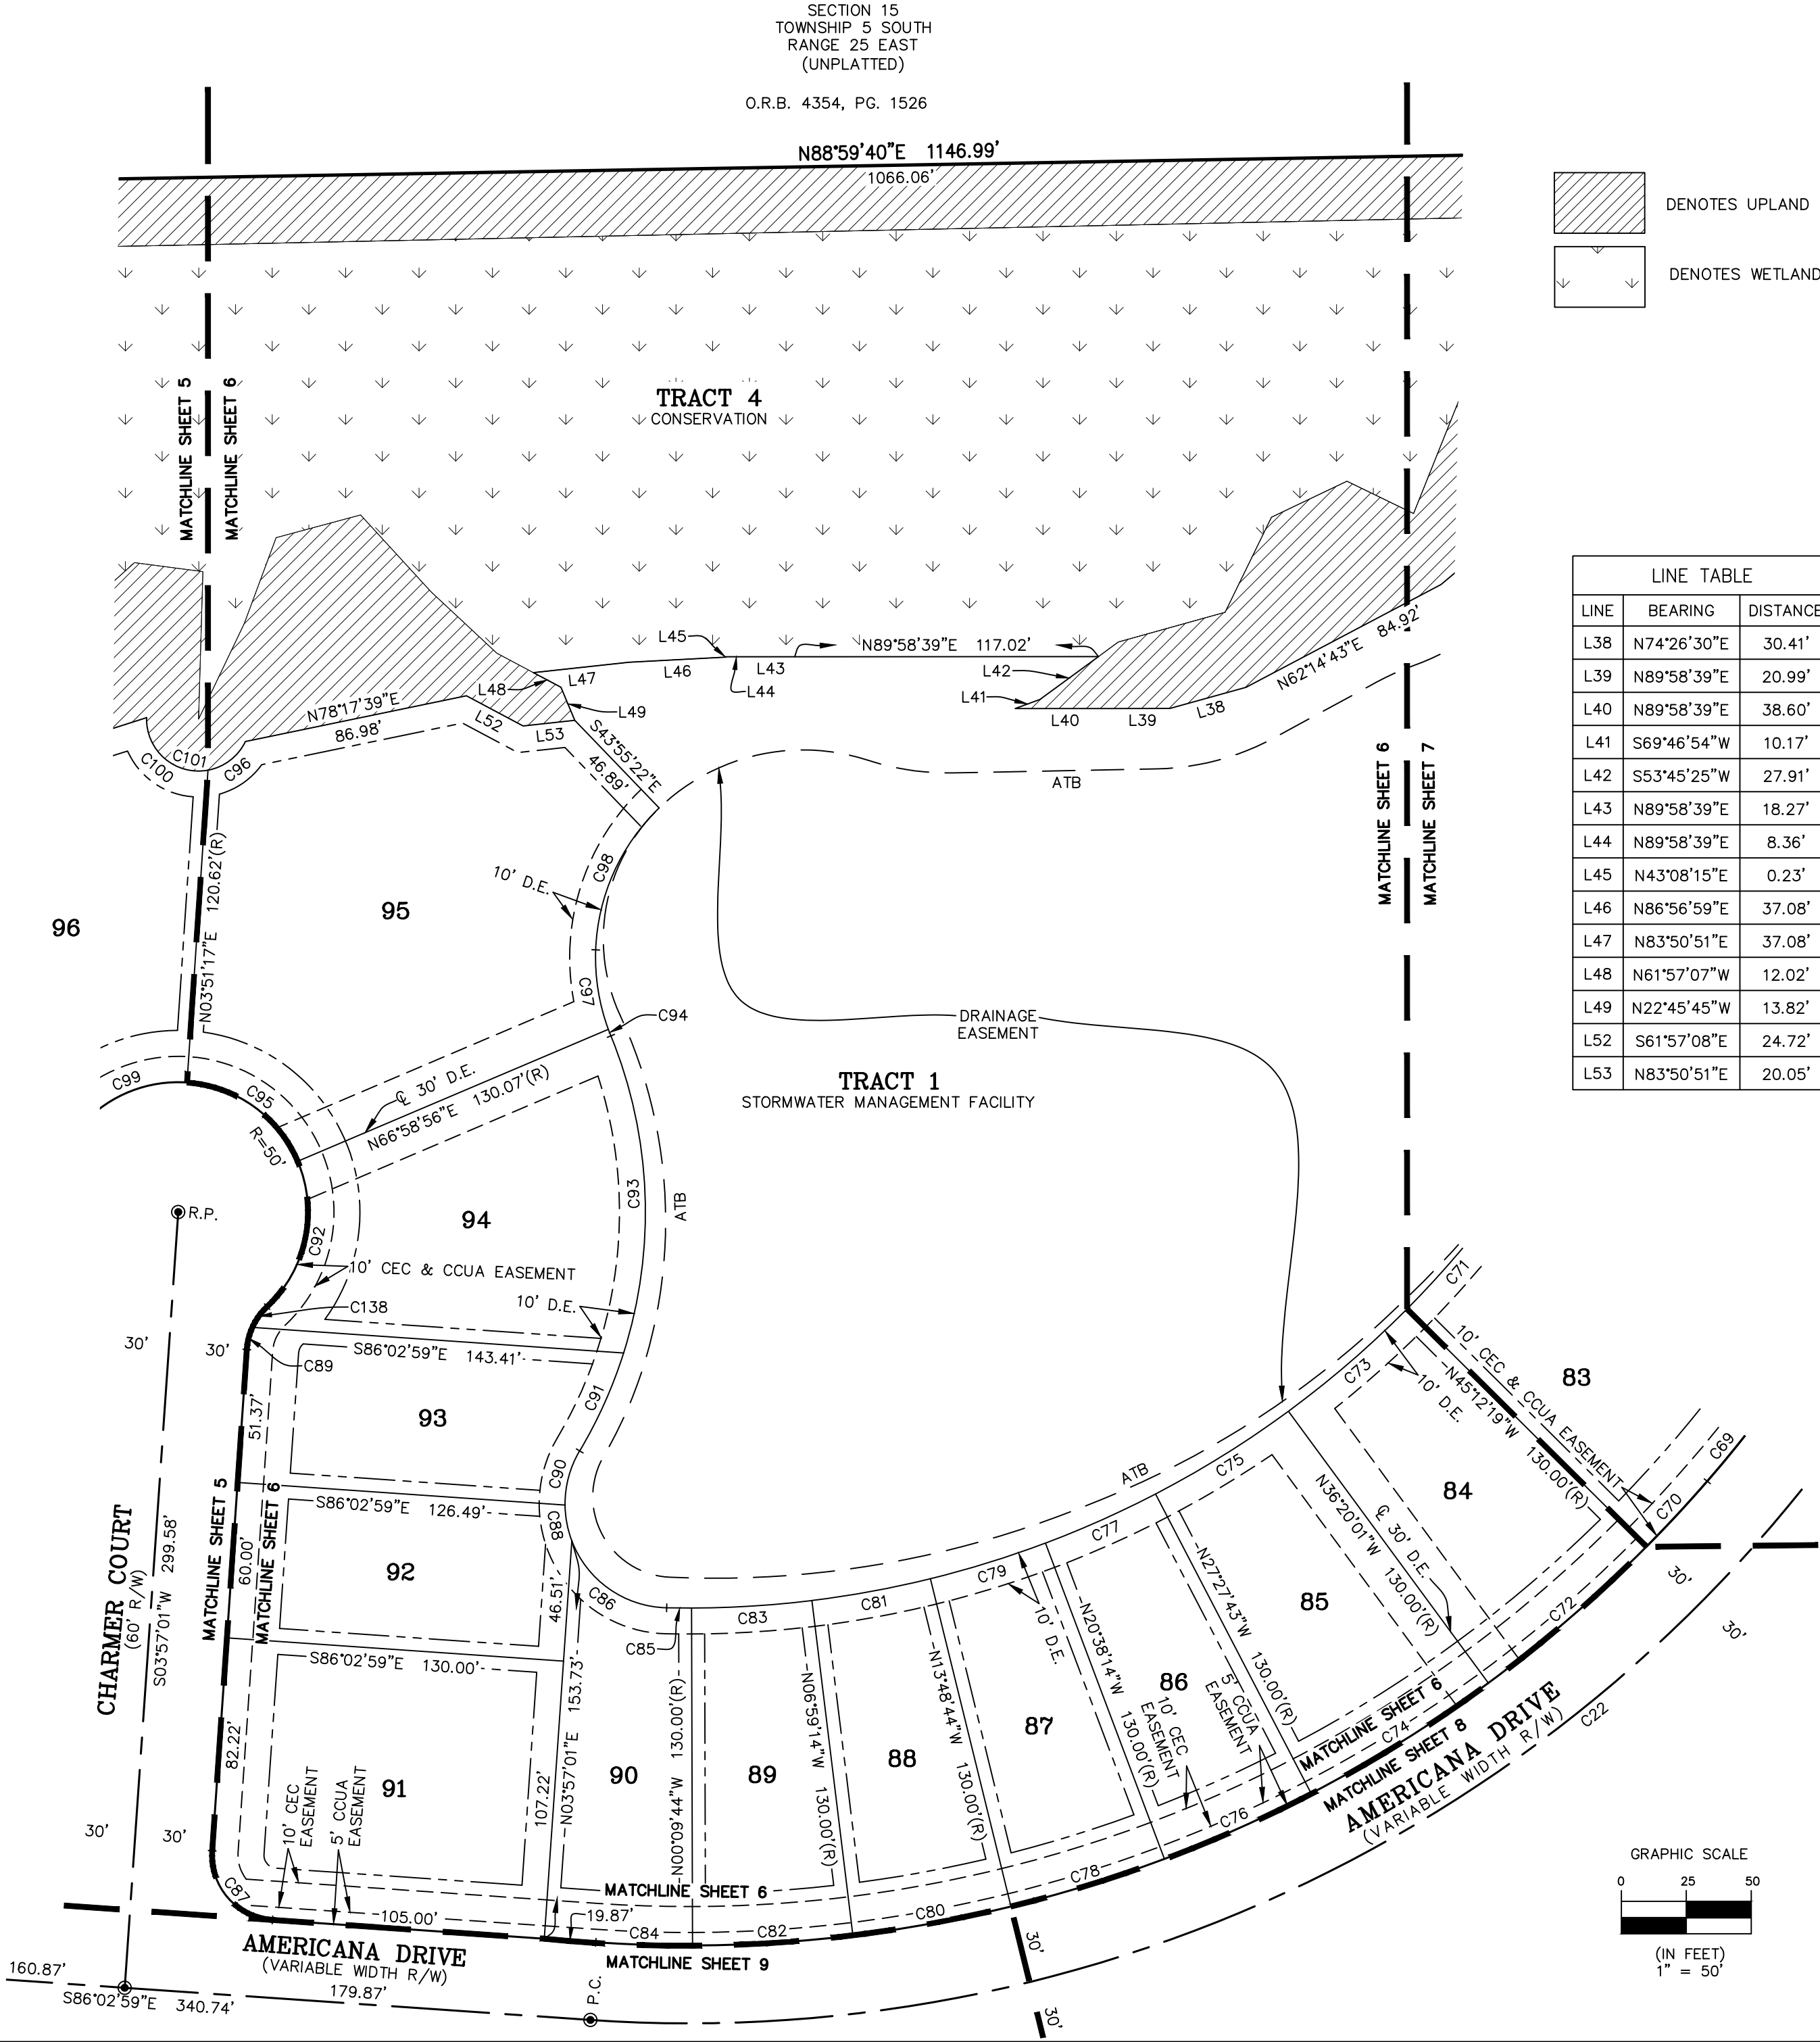 SECTION 15
TOWNSHIP 5 SOUTH
RANGE 25 EAST
(UNPLATTED)
O.R.B. 4354, PG. 1526
N88°59'40"E 1146.99'
1066.06'
DENOTES UPLAND
DENOTES WETLAND
MATCHLINE SHEET 5
MATCHLINE SHEET 6
TRACT 4
CONSERVATION
L45
N89°58'39"E 117.02'
L46
L43
L44
L47
L48
L49
L42
L41
L40
L39
L38
N62°14'43"E 84.92'
N78°17'39"E
86.98'
L52
L53
S43°55'22"E
46.89'
C100
C101
C96
ATB
MATCHLINE SHEET 6
MATCHLINE SHEET 7
LINE TABLE
LINE BEARING DISTANCE
L38 N74°26'30"E 30.41'
L39 N89°58'39"E 20.99'
L40 N89°58'39"E 38.60'
L41 S69°46'54"W 10.17'
L42 S53°45'25"W 27.91'
L43 N89°58'39"E 18.27'
L44 N89°58'39"E 8.36'
L45 N43°08'15"E 0.23'
L46 N86°56'59"E 37.08'
L47 N83°50'51"E 37.08'
L48 N61°57'07"W 12.02'
L49 N22°45'45"W 13.82'
L52 S61°57'08"E 24.72'
L53 N83°50'51"E 20.05'
96
95
N03°51'17"E 120.62'(R)
10' D.E.
C98
C97
C94
DRAINAGE
EASEMENT
TRACT 1
STORMWATER MANAGEMENT FACILITY
C99
C95
R=50'
℄ 30' D.E.
N66°58'56"E 130.07'(R)
R.P.
94
C92
C93
ATB
10' CEC & CCUA EASEMENT
10' D.E.
C138
30'
30'
C89
S86°02'59"E 143.41'
51.37'
93
C91
C90
S86°02'59"E 126.49'
C88
CHARMER COURT
(60' R/W)
S03°57'01"W 299.58'
MATCHLINE SHEET 5
MATCHLINE SHEET 6
60.00'
92
46.51'
C86
C85
S86°02'59"E 130.00'
82.22'
91
107.22'
N03°57'01"E 153.73'
30'
30'
10' CEC
EASEMENT
5' CCUA
EASEMENT
C87
105.00'
AMERICANA DRIVE
(VARIABLE WIDTH R/W)
160.87'
S86°02'59"E 340.74'
179.87'
P.C.
90
N00°09'44"W 130.00'(R)
C83
89
N06°59'14"W 130.00'(R)
C81
88
N13°48'44"W 130.00'(R)
C79
10' D.E.
87
N20°38'14"W 130.00'(R)
C77
86
N27°27'43"W 130.00'(R)
10' CEC
EASEMENT
5' CCUA
EASEMENT
ATB
C75
85
N36°20'01"W 130.00'(R)
℄ 30' D.E.
C73
84
10' D.E.
N45°12'19"W 130.00'(R)
10' CEC & CCUA EASEMENT
C71
83
C69
C70
C72
C74
C76
C78
C80
C82
C84
19.87'
MATCHLINE SHEET 6
MATCHLINE SHEET 9
MATCHLINE SHEET 6
MATCHLINE SHEET 8
AMERICANA DRIVE
(VARIABLE WIDTH R/W)
C22
30'
30'
30'
30'
GRAPHIC SCALE
0 25 50
(IN FEET)
1" = 50'